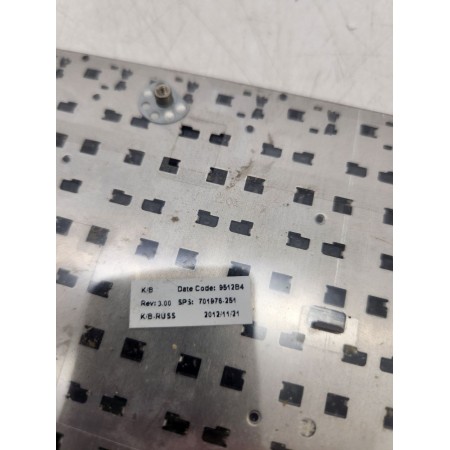 K/B Date Code: 9512B4
Rev: 3.00 SPS: 701976-251
K/B-RUSS 2012/11/21